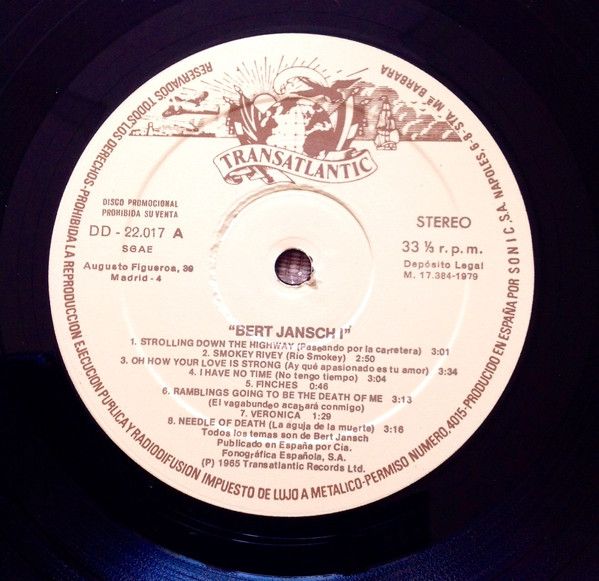 RESERVADOS TODOS LOS DERECHOS-PROHIBIDA LA REPRODUCCION EJECUCION PUBLICA Y RADIODIFUSION IMPUESTO DE LUJO A METALICO-PERMISO NUMERO, 4015-PRODUCIDO EN ESPAÑA POR SONIC S.A. NAPOLES, 6-8 STA. Mª BARBARA
TRANSATLANTIC
DISCO PROMOCIONAL
PROHIBIDA SU VENTA
DD - 22.017 A
SGAE
Augusto Figueroa, 39
Madrid - 4
STEREO
33 ⅓ r. p. m.
Depósito Legal
M. 17.384-1979
"BERT JANSCH I"
1. STROLLING DOWN THE HIGHWAY (Paseando por la carretera) 3:01
2. SMOKEY RIVEY (Río Smokey) 2:50
3. OH HOW YOUR LOVE IS STRONG (Ay qué apasionado es tu amor) 3:34
4. I HAVE NO TIME (No tengo tiempo) 3:04
5. FINCHES 0:46
6. RAMBLINGS GOING TO BE THE DEATH OF ME 3:13
(El vagabundeo acabará conmigo)
7. VERONICA 1:29
8. NEEDLE OF DEATH (La aguja de la muerte) 3:16
Todos los temas son de Bert Jansch
Publicado en España por Cía.
Fonográfica Española, S.A.
(P) 1965 Transatlantic Records Ltd.